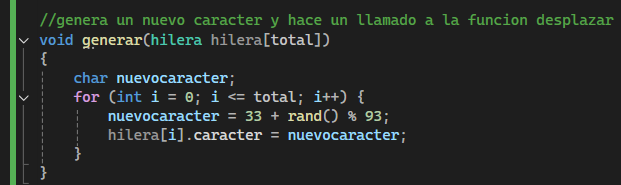 //genera un nuevo caracter y hace un llamado a la funcion desplazar
void generar(hilera hilera[total])
{
    char nuevocaracter;
    for (int i = 0; i <= total; i++) {
        nuevocaracter = 33 + rand() % 93;
        hilera[i].caracter = nuevocaracter;
    }
}